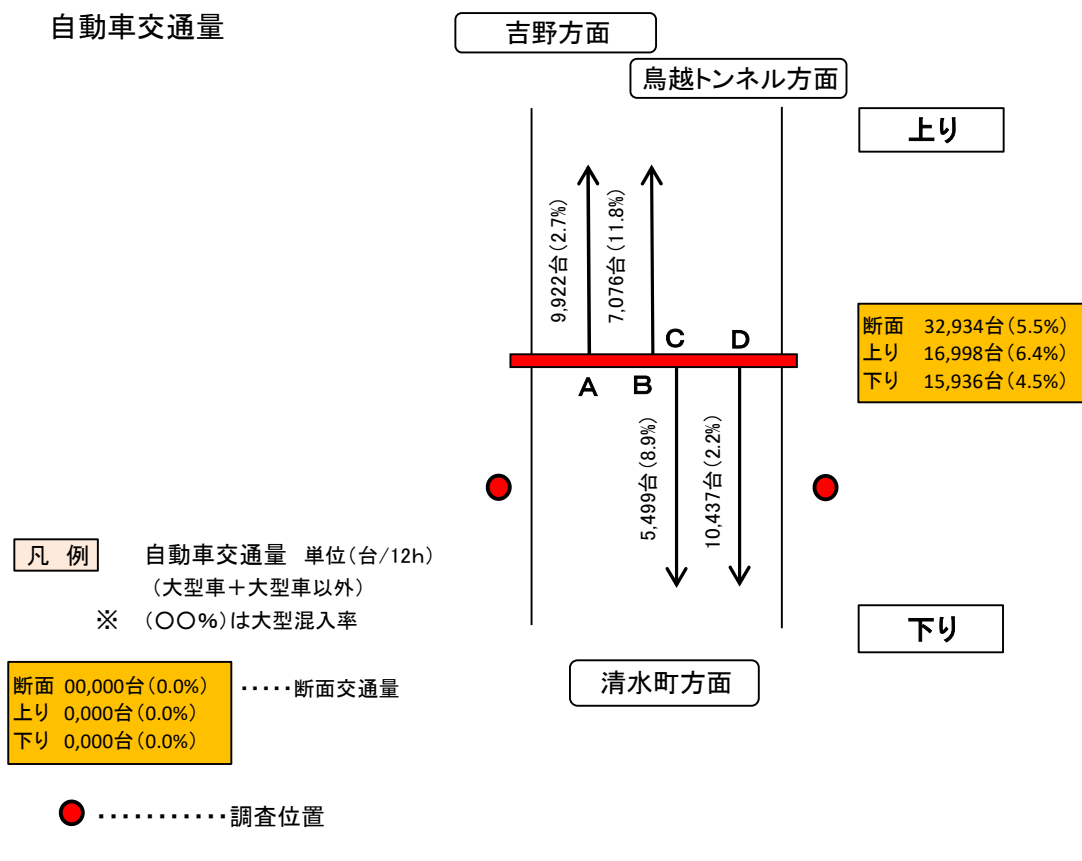 自動車交通量
吉野方面
鳥越トンネル方面
上り
9,922台(2.7%)
7,076台(11.8%)
C
D
A
B
断面 32,934台(5.5%)
上り 16,998台(6.4%)
下り 15,936台(4.5%)
5,499台(8.9%)
10,437台(2.2%)
凡 例
自動車交通量 単位(台/12h)
(大型車+大型車以外)
※ (○○%)は大型混入率
下り
清水町方面
断面 00,000台(0.0%)
上り 0,000台(0.0%)
下り 0,000台(0.0%)
・・・・・断面交通量
・・・・・・・・・・・調査位置